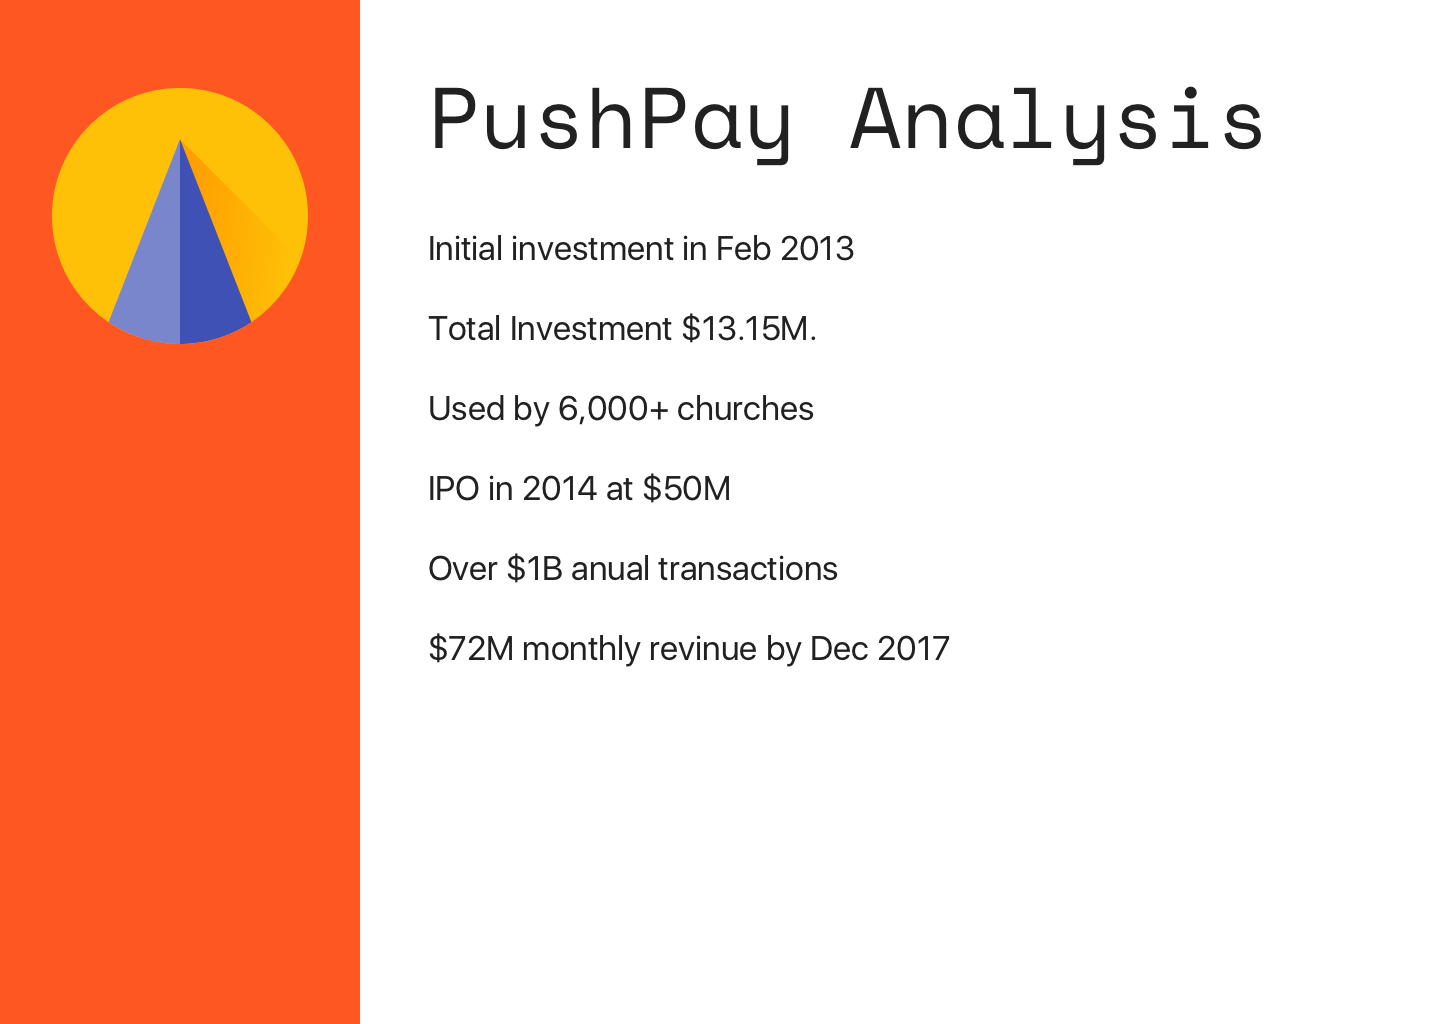 PushPay Analysis
Initial investment in Feb 2013
Total Investment $13.15M.
Used by 6,000+ churches
IPO in 2014 at $50M
Over $1B anual transactions
$72M monthly revinue by Dec 2017